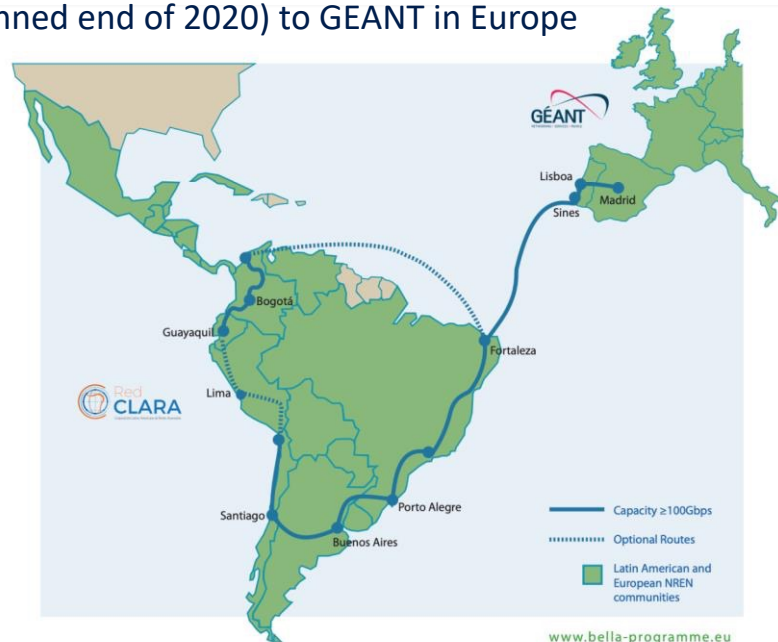 nned end of 2020) to GEANT in Europe
GÉANT
Lisboa
Madrid
Sines
Bogotá
Guayaquil
Fortaleza
Lima
Red
CLARA
Santiago
Porto Alegre
Buenos Aires
Capacity ≥100Gbps
Optional Routes
Latin American and
European NREN
communities
www.bella-programme.eu